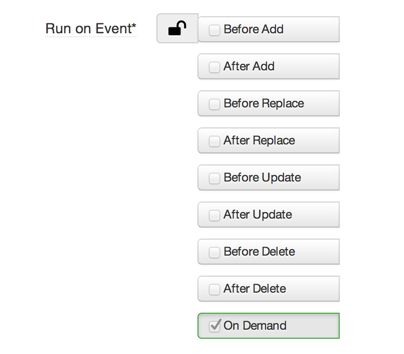 Run on Event*
Before Add
After Add
Before Replace
After Replace
Before Update
After Update
Before Delete
After Delete
On Demand